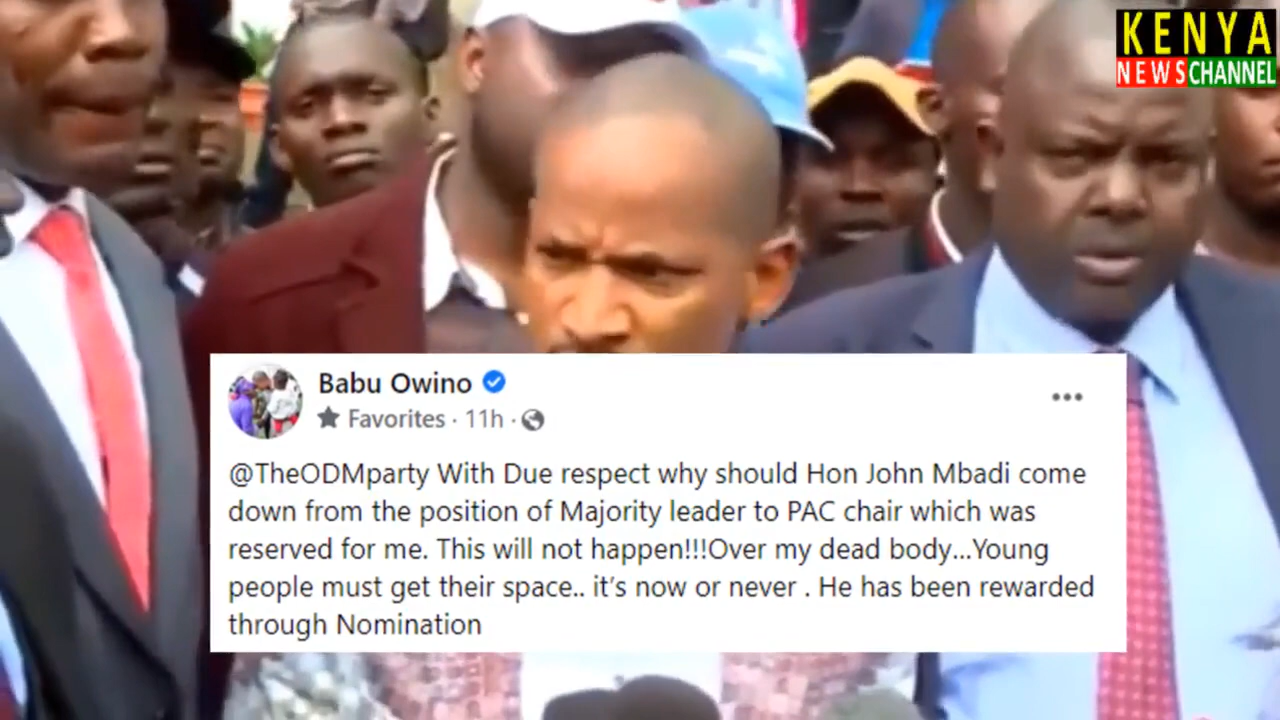 KENYA
NEWS CHANNEL
Babu Owino
Favorites · 11h ·
@TheODMparty With Due respect why should Hon John Mbadi come
down from the position of Majority leader to PAC chair which was
reserved for me. This will not happen!!!Over my dead body...Young
people must get their space.. it's now or never . He has been rewarded
through Nomination